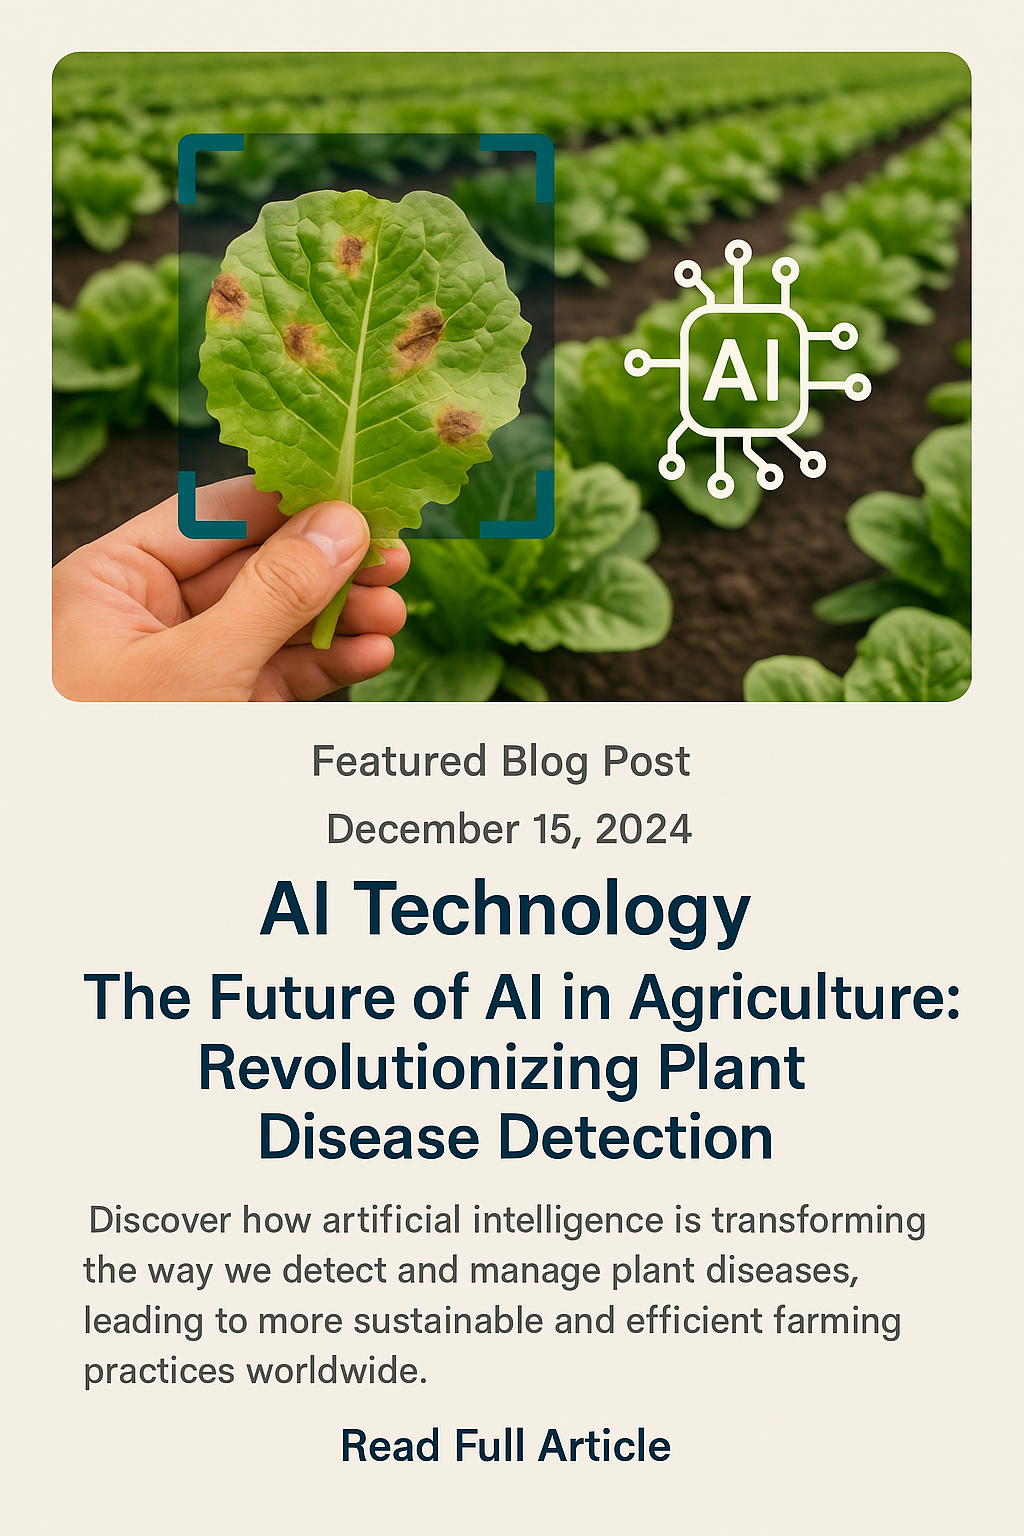 AI
Featured Blog Post
December 15, 2024
AI Technology
The Future of AI in Agriculture:
Revolutionizing Plant
Disease Detection
Discover how artificial intelligence is transforming
the way we detect and manage plant diseases,
leading to more sustainable and efficient farming
practices worldwide.
Read Full Article